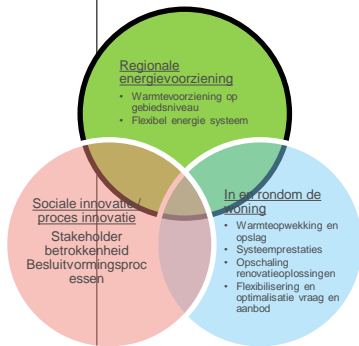 Regionale
energievoorziening
• Warmtevoorziening op
gebiedsniveau
• Flexibel energie systeem
Sociale innovatie /
proces innovatie
Stakeholder
betrokkenheid
Besluitvormingsproc
essen
In en rondom de
woning
• Warmteopwekking en
opslag
• Systeemprestaties
• Opschaling
renovatieoplossingen
• Flexibilisering en
optimalisatie vraag en
aanbod